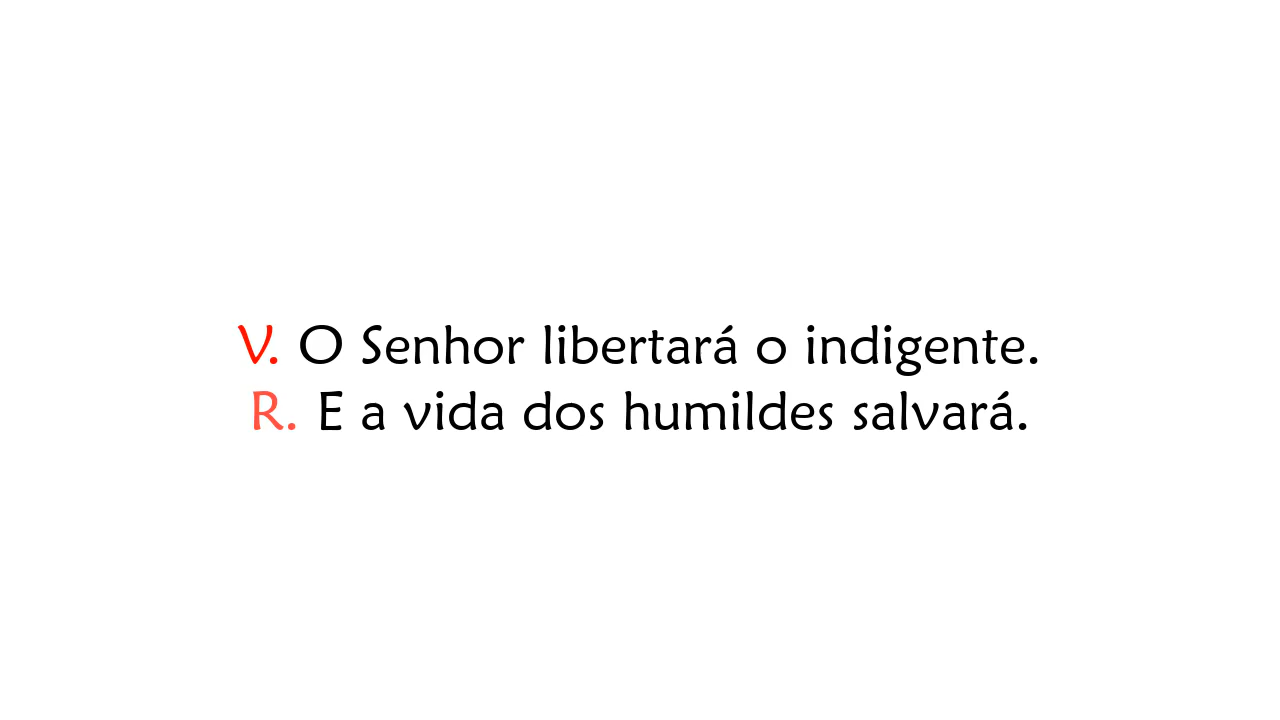 V. O Senhor libertará o indigente.
R. E a vida dos humildes salvará.